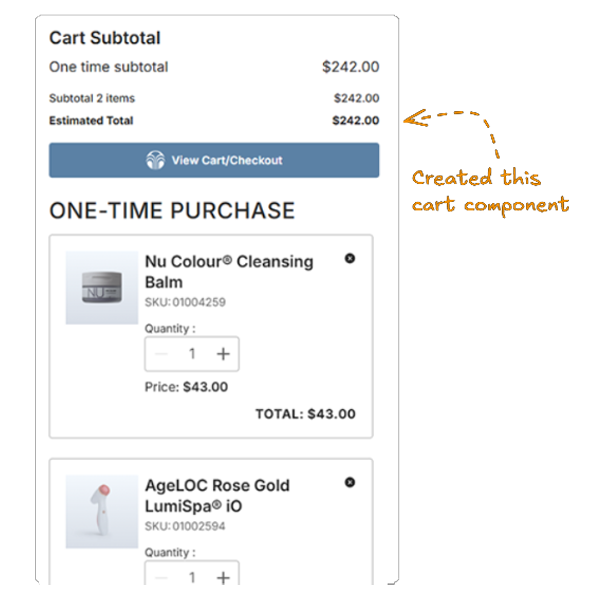 Cart Subtotal
One time subtotal $242.00
Subtotal 2 items $242.00
Estimated Total $242.00
View Cart/Checkout
Created this
cart component
ONE-TIME PURCHASE
Nu Colour® Cleansing
Balm
SKU: 01004259
NU
Quantity :
1
Price: $43.00
TOTAL: $43.00
AgeLOC Rose Gold
LumiSpa® iO
SKU: 01002594
Quantity :
1